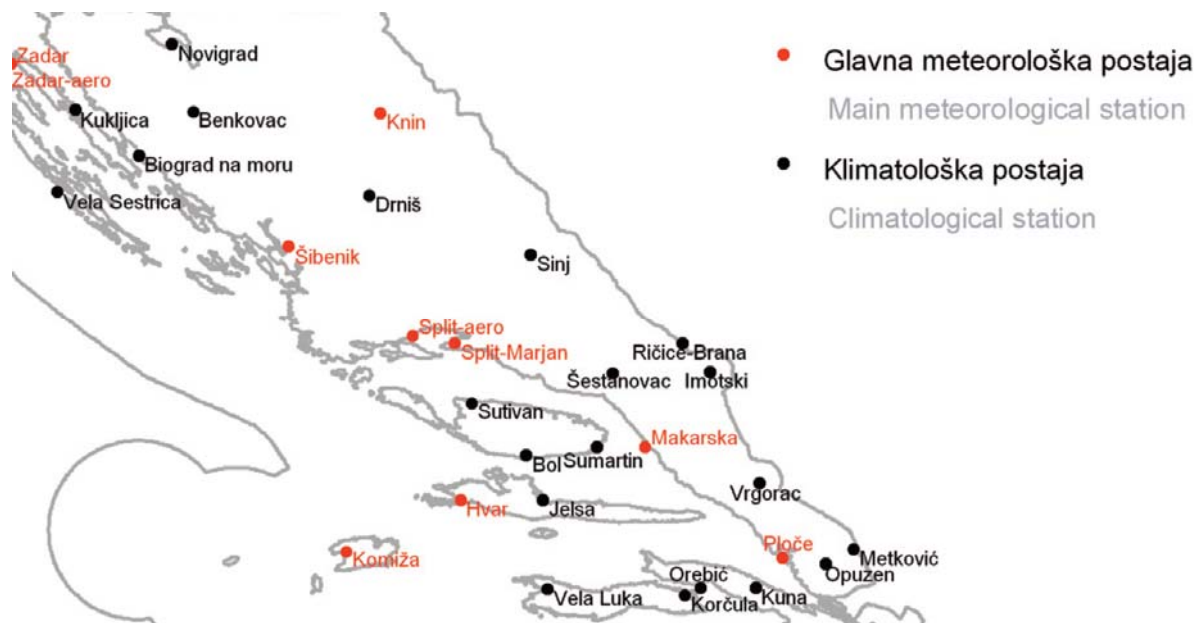 Zadar
Zadar-aero
Novigrad
Kukljica
Benkovac
Knin
Biograd na moru
Vela Sestrica
Drniš
Šibenik
Sinj
Split-aero
Split-Marjan
Ričice-Brana
Šestanovac
Imotski
Sutivan
Makarska
Bol
Sumartin
Vrgorac
Hvar
Jelsa
Ploče
Komiža
Metković
Opuzen
Orebić
Vela Luka
Korčula
Kuna
Glavna meteorološka postaja
Main meteorological station
Klimatološka postaja
Climatological station